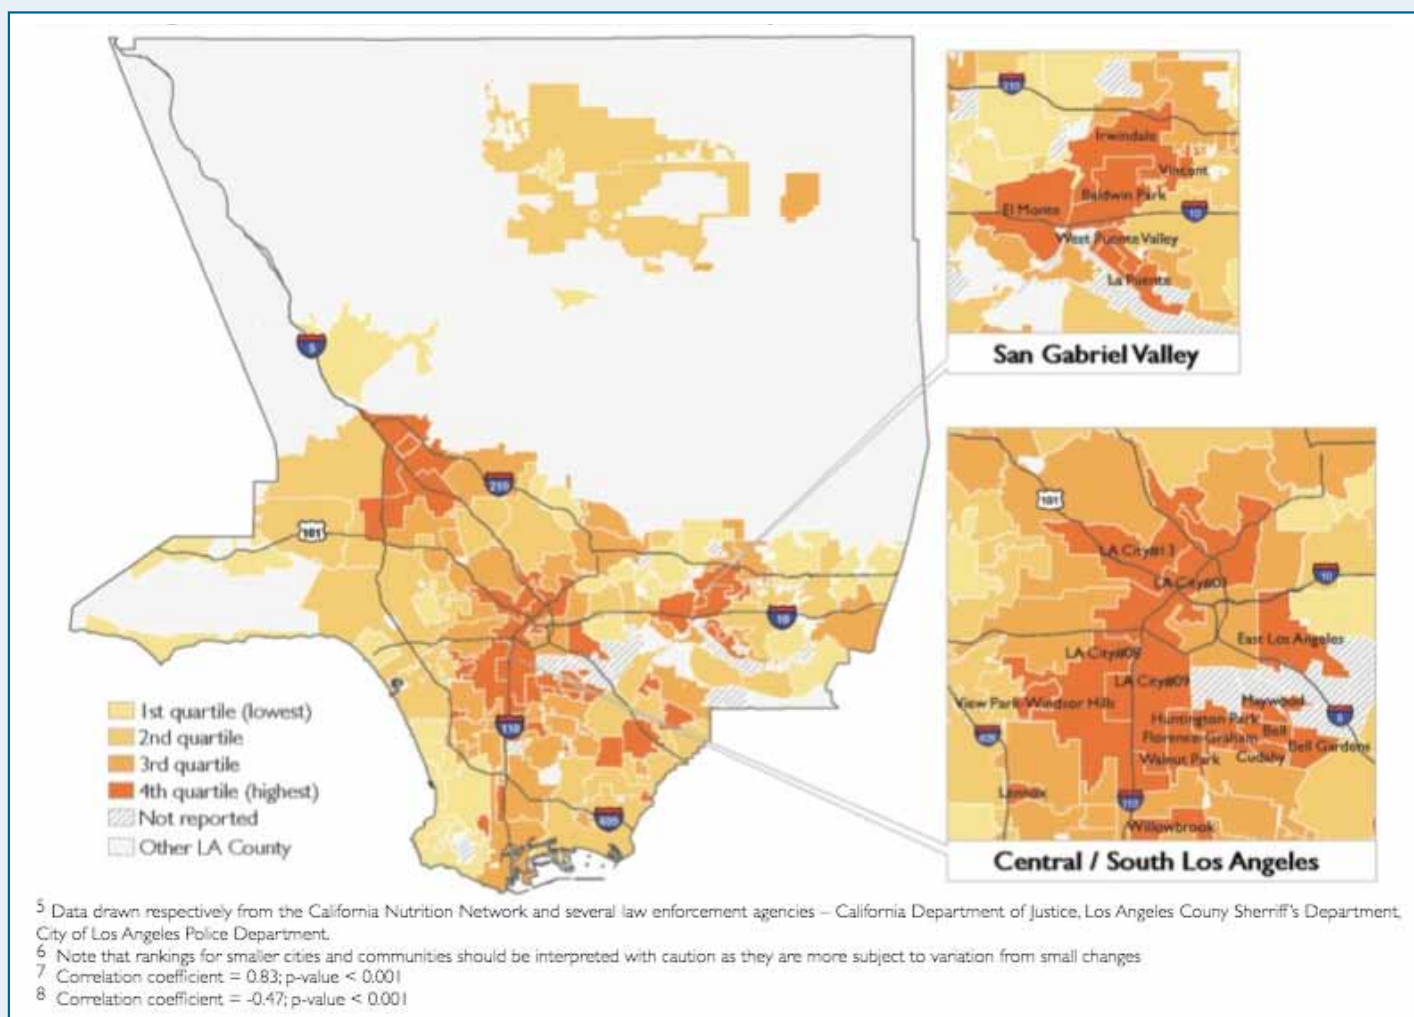 210
Irwindale
Vincent
Baldwin Park
El Monte
10
West Puente Valley
La Puente
San Gabriel Valley
5
210
101
10
110
605
1st quartile (lowest)
2nd quartile
3rd quartile
4th quartile (highest)
Not reported
Other LA County
101
LA City#13
LA City#01
10
East Los Angeles
LA City#08
LA City#09
View Park Windsor Hills
Maywood
5
Huntington Park
Bell
405
Florence-Graham
Bell Gardens
Walnut Park
Cudahy
Lennox
110
Willowbrook
Central / South Los Angeles
5 Data drawn respectively from the California Nutrition Network and several law enforcement agencies – California Department of Justice, Los Angeles Couny Sherriff's Department,
City of Los Angeles Police Department.
6 Note that rankings for smaller cities and communities should be interpreted with caution as they are more subject to variation from small changes
7 Correlation coefficient = 0.83; p-value < 0.001
8 Correlation coefficient = -0.47; p-value < 0.001